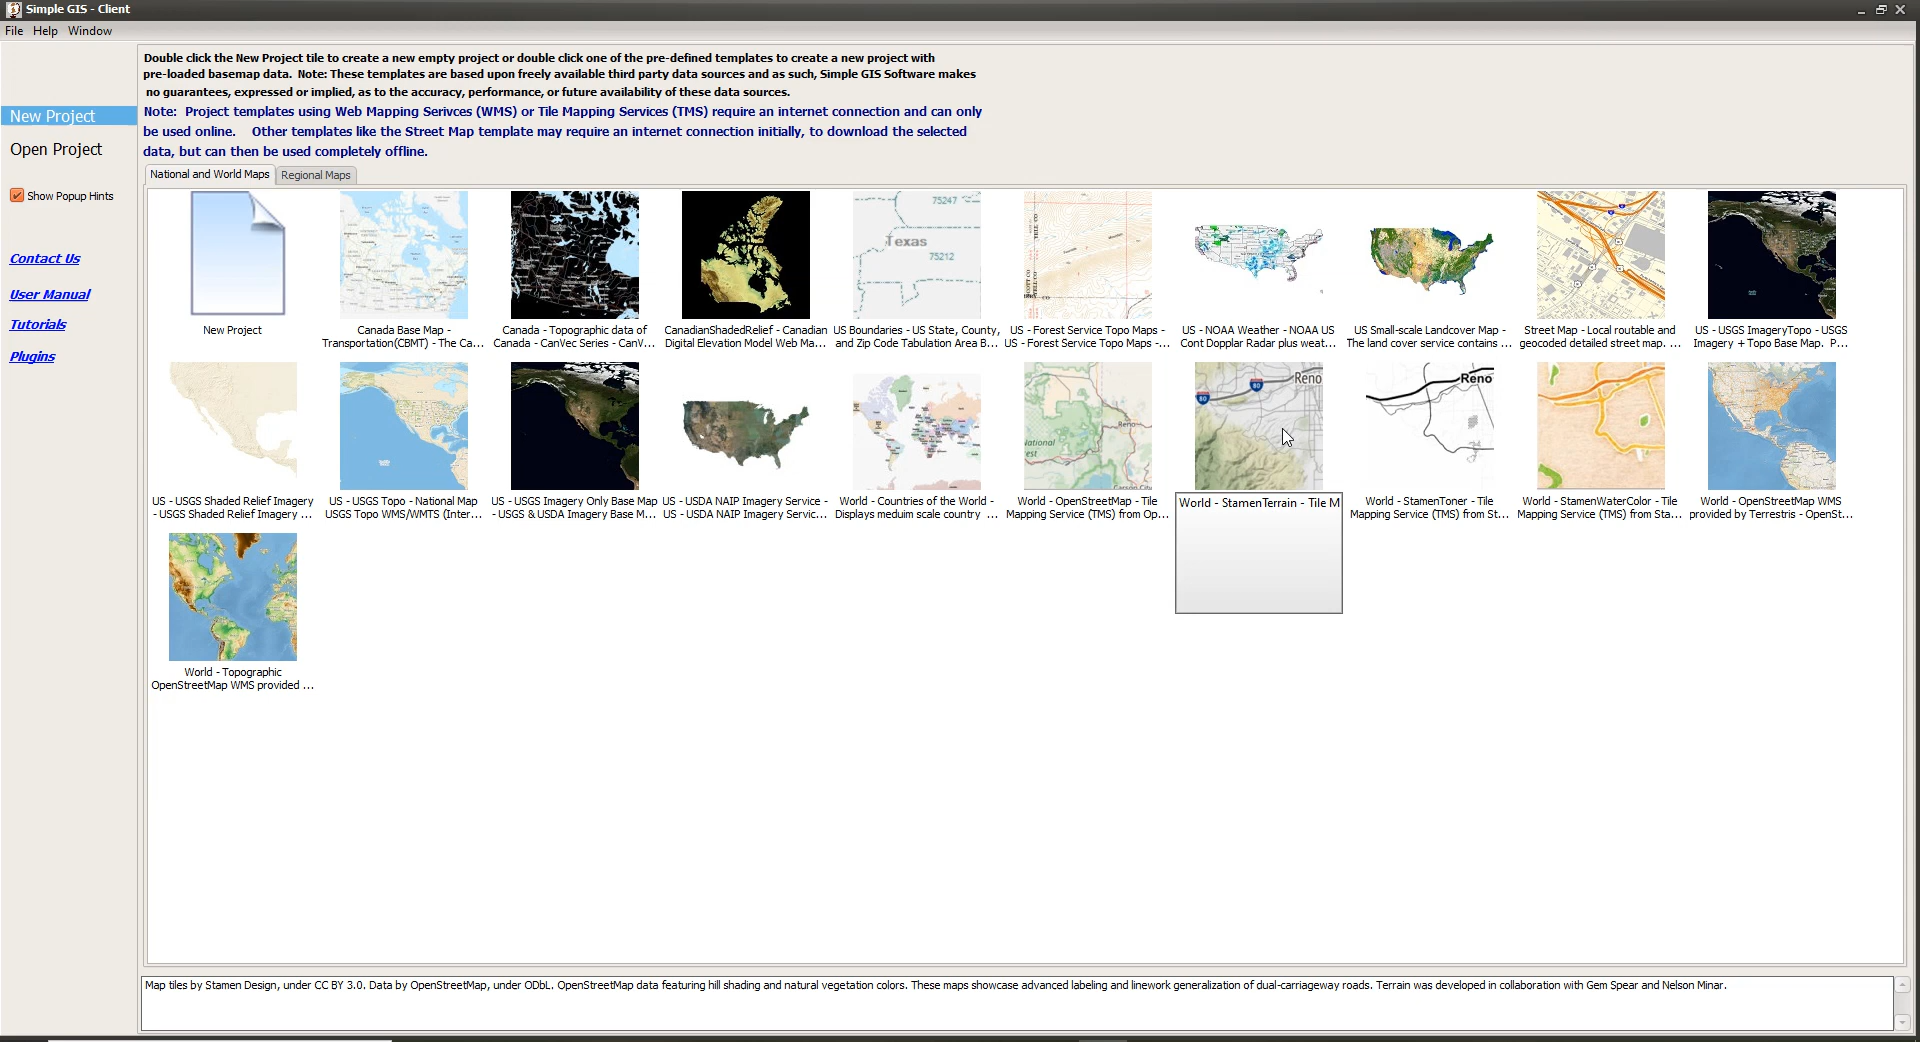 Simple GIS - Client
File Help Window
Double click the New Project tile to create a new empty project or double click one of the pre-defined templates to create a new project with
pre-loaded basemap data. Note: These templates are based upon freely available third party data sources and as such, Simple GIS Software makes
no guarantees, expressed or implied, as to the accuracy, performance, or future availability of these data sources.
Note: Project templates using Web Mapping Serivces (WMS) or Tile Mapping Services (TMS) require an internet connection and can only
be used online. Other templates like the Street Map template may require an internet connection initially, to download the selected
data, but can then be used completely offline.
New Project
Open Project
Show Popup Hints
Contact Us
User Manual
Tutorials
Plugins
National and World Maps
Regional Maps
75247
Texas
75212
New Project
Canada Base Map -
Transportation(CBMT) - The Ca...
Canada - Topographic data of
Canada - CanVec Series - CanV...
CanadianShadedRelief - Canadian
Digital Elevation Model Web Ma...
US Boundaries - US State, County,
and Zip Code Tabulation Area B...
US - Forest Service Topo Maps -
US - Forest Service Topo Maps -...
US - NOAA Weather - NOAA US
Cont Dopplar Radar plus weat...
US Small-scale Landcover Map -
The land cover service contains ...
Street Map - Local routable and
geocoded detailed street map. ...
US - USGS ImageryTopo - USGS
Imagery + Topo Base Map. P...
National
Reno
Carson City
80
80
Reno
Reno
US - USGS Shaded Relief Imagery
- USGS Shaded Relief Imagery ...
US - USGS Topo - National Map
USGS Topo WMS/WMTS (Inter...
US - USGS Imagery Only Base Map
- USGS & USDA Imagery Base M...
US - USDA NAIP Imagery Service -
US - USDA NAIP Imagery Servic...
World - Countries of the World -
Displays meduim scale country ...
World - OpenStreetMap - Tile
Mapping Service (TMS) from Op...
World - StamenTerrain - Tile M
World - StamenToner - Tile
Mapping Service (TMS) from St...
World - StamenWaterColor - Tile
Mapping Service (TMS) from Sta...
World - OpenStreetMap WMS
provided by Terrestris - OpenSt...
World - Topographic
OpenStreetMap WMS provided ...
Map tiles by Stamen Design, under CC BY 3.0. Data by OpenStreetMap, under ODbL. OpenStreetMap data featuring hill shading and natural vegetation colors. These maps showcase advanced labeling and linework generalization of dual-carriageway roads. Terrain was developed in collaboration with Gem Spear and Nelson Minar.